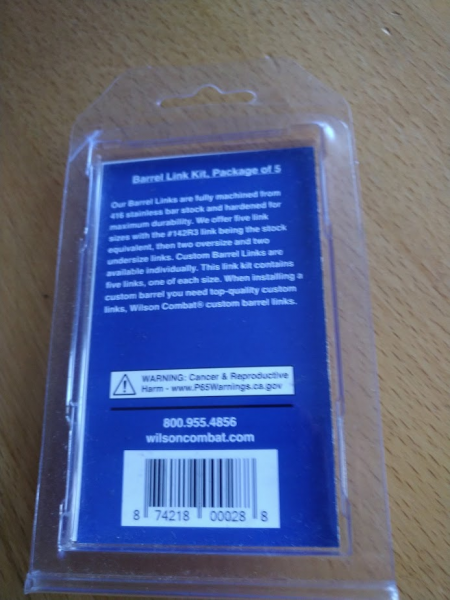 Barrel Link Kit, Package of 5
Our Barrel Links are fully machined from
416 stainless bar stock and hardened for
maximum durability. We offer five link
sizes with the #142R3 link being the stock
equivalent, then two oversize and two
undersize links. Custom Barrel Links are
available individually. This link kit contains
five links, one of each size. When installing a
custom barrel you need top-quality custom
links, Wilson Combat® custom barrel links.
WARNING: Cancer & Reproductive
Harm - www.P65Warnings.ca.gov
800.955.4856
wilsoncombat.com
8 74218 00028 8